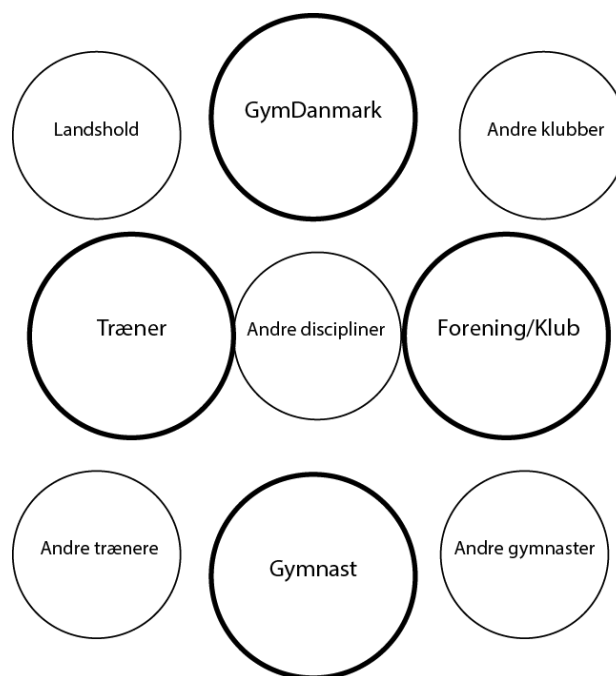 GymDanmark
Landshold
Andre klubber
Træner
Andre discipliner
Forening/Klub
Andre trænere
Gymnast
Andre gymnaster